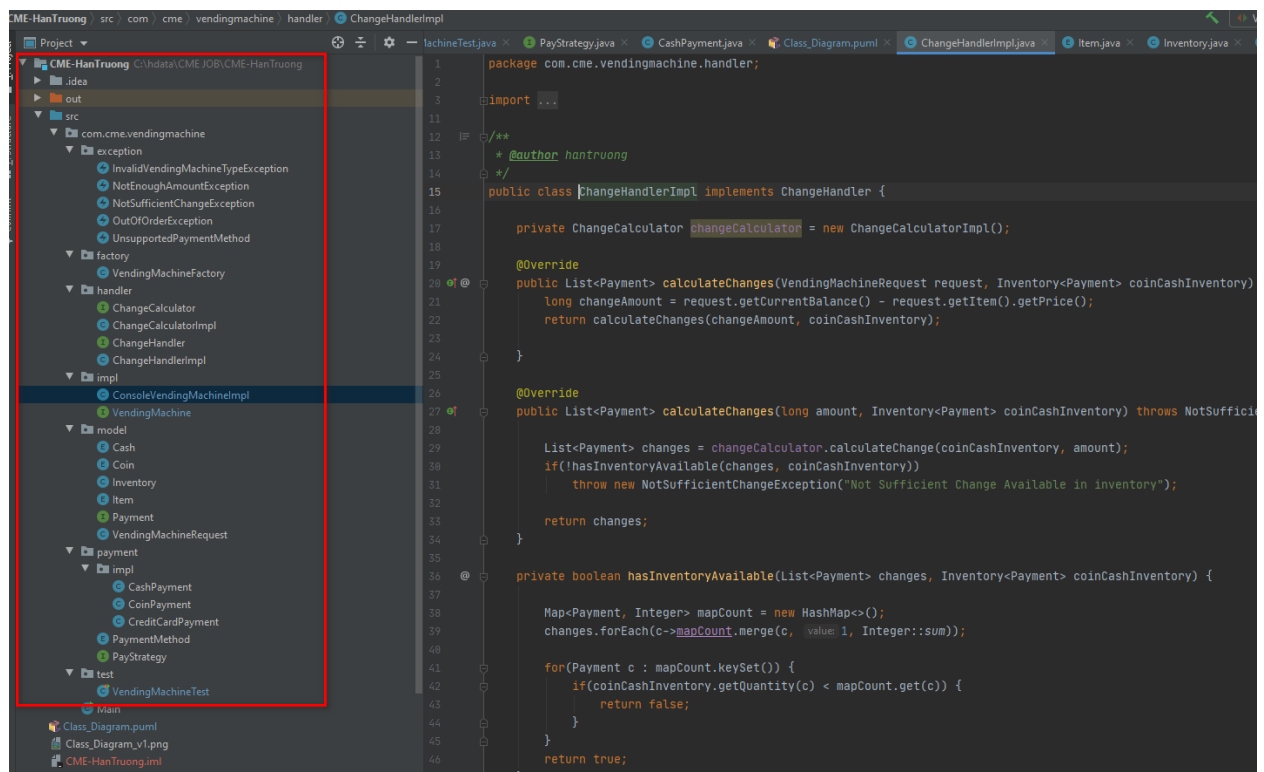 CME-HanTruong src com cme vendingmachine handler ChangeHandlerImpl
Project
MachineTest.java PayStrategy.java CashPayment.java Class_Diagram.puml ChangeHandlerImpl.java Item.java Inventory.java
CME-HanTruong C:\hdata\CME JOB\CME-HanTruong
.idea
out
src
com.cme.vendingmachine
exception
InvalidVendingMachineTypeException
NotEnoughAmountException
NotSufficientChangeException
OutOfOrderException
UnsupportedPaymentMethod
factory
VendingMachineFactory
handler
ChangeCalculator
ChangeCalculatorImpl
ChangeHandler
ChangeHandlerImpl
impl
ConsoleVendingMachineImpl
VendingMachine
model
Cash
Coin
Inventory
Item
Payment
VendingMachineRequest
payment
impl
CashPayment
CoinPayment
CreditCardPayment
PaymentMethod
PayStrategy
test
VendingMachineTest
Main
Class_Diagram.puml
Class_Diagram_v1.png
CME-HanTruong.iml
1 package com.cme.vendingmachine.handler;
2
3 import ...
11
12 /**
13 * @author hantruong
14 */
15 public class ChangeHandlerImpl implements ChangeHandler {
16
17 private ChangeCalculator changeCalculator = new ChangeCalculatorImpl();
18
19 @Override
20 @ public List<Payment> calculateChanges(VendingMachineRequest request, Inventory<Payment> coinCashInventory)
21 long changeAmount = request.getCurrentBalance() - request.getItem().getPrice();
22 return calculateChanges(changeAmount, coinCashInventory);
23
24 }
25
26 @Override
27 public List<Payment> calculateChanges(long amount, Inventory<Payment> coinCashInventory) throws NotSuffici
28
29 List<Payment> changes = changeCalculator.calculateChange(coinCashInventory, amount);
30 if(!hasInventoryAvailable(changes, coinCashInventory))
31 throw new NotSufficientChangeException("Not Sufficient Change Available in inventory");
32
33 return changes;
34 }
35
36 @ private boolean hasInventoryAvailable(List<Payment> changes, Inventory<Payment> coinCashInventory) {
37
38 Map<Payment, Integer> mapCount = new HashMap<>();
39 changes.forEach(c->mapCount.merge(c, value: 1, Integer::sum));
40
41 for(Payment c : mapCount.keySet()) {
42 if(coinCashInventory.getQuantity(c) < mapCount.get(c)) {
43 return false;
44 }
45 }
46 return true;